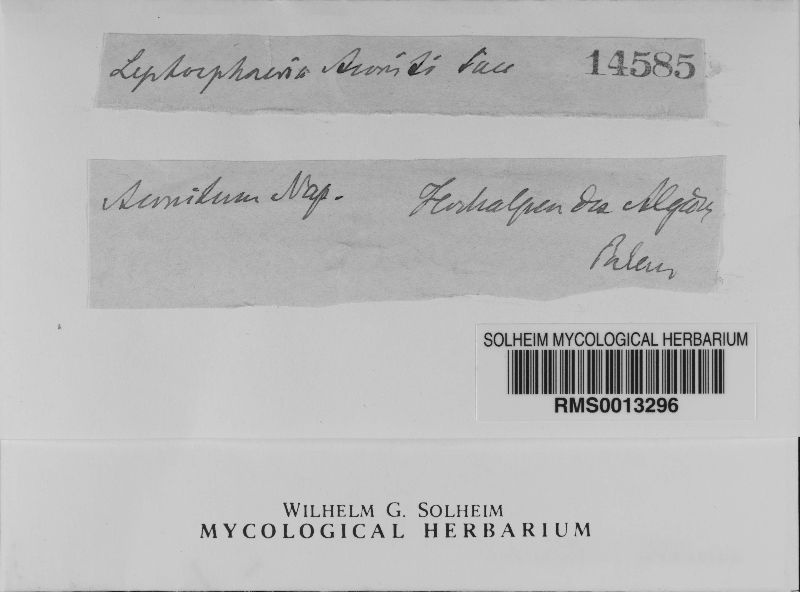 Leptosphaeria Aconiti Sacc 14585
Aconitum Nap. Hochalpen des Algäu,
SOLHEIM MYCOLOGICAL HERBARIUM
RMS0013296
WILHELM G. SOLHEIM
MYCOLOGICAL HERBARIUM